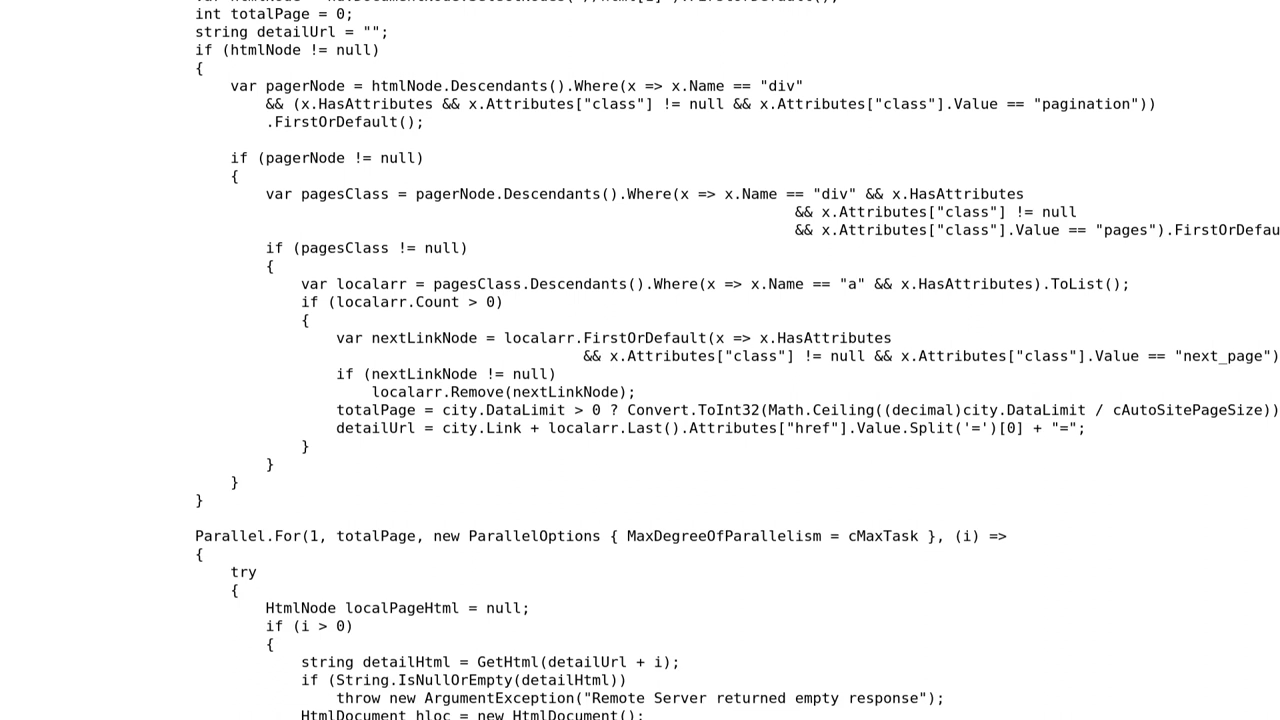 int totalPage = 0;
string detailUrl = "";
if (htmlNode != null)
{
var pagerNode = htmlNode.Descendants().Where(x => x.Name == "div"
&& (x.HasAttributes && x.Attributes["class"] != null && x.Attributes["class"].Value == "pagination"))
.FirstOrDefault();
if (pagerNode != null)
{
var pagesClass = pagerNode.Descendants().Where(x => x.Name == "div" && x.HasAttributes
&& x.Attributes["class"] != null
&& x.Attributes["class"].Value == "pages").FirstOrDefau
if (pagesClass != null)
{
var localarr = pagesClass.Descendants().Where(x => x.Name == "a" && x.HasAttributes).ToList();
if (localarr.Count > 0)
{
var nextLinkNode = localarr.FirstOrDefault(x => x.HasAttributes
&& x.Attributes["class"] != null && x.Attributes["class"].Value == "next_page")
if (nextLinkNode != null)
localarr.Remove(nextLinkNode);
totalPage = city.DataLimit > 0 ? Convert.ToInt32(Math.Ceiling((decimal)city.DataLimit / cAutoSitePageSize))
detailUrl = city.Link + localarr.Last().Attributes["href"].Value.Split('=')[0] + "=";
}
}
}
}
Parallel.For(1, totalPage, new ParallelOptions { MaxDegreeOfParallelism = cMaxTask }, (i) =>
{
try
{
HtmlNode localPageHtml = null;
if (i > 0)
{
string detailHtml = GetHtml(detailUrl + i);
if (String.IsNullOrEmpty(detailHtml))
throw new ArgumentException("Remote Server returned empty response");
HtmlDocument hloc = new HtmlDocument();